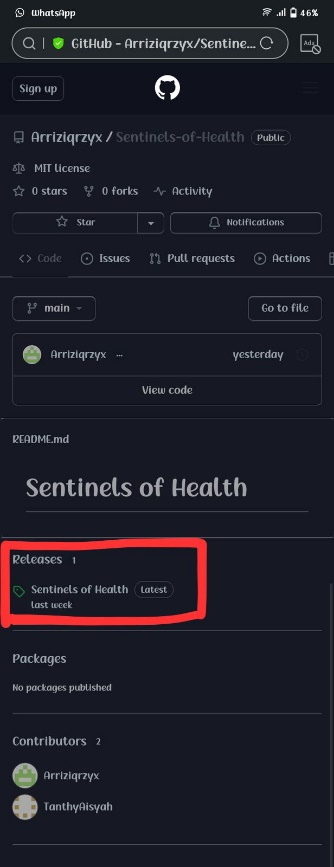 WhatsApp 46%
GitHub - Arriziqrzyx/Sentine...
Ad
Sign up
Arriziqrzyx / Sentinels-of-Health Public
MIT license
0 stars 0 forks Activity
Star Notifications
Code Issues Pull requests Actions
main Go to file
Arriziqrzyx ... yesterday
View code
README.md
Sentinels of Health
Releases 1
Sentinels of Health Latest
last week
Packages
No packages published
Contributors 2
Arriziqrzyx
TanthyAisyah